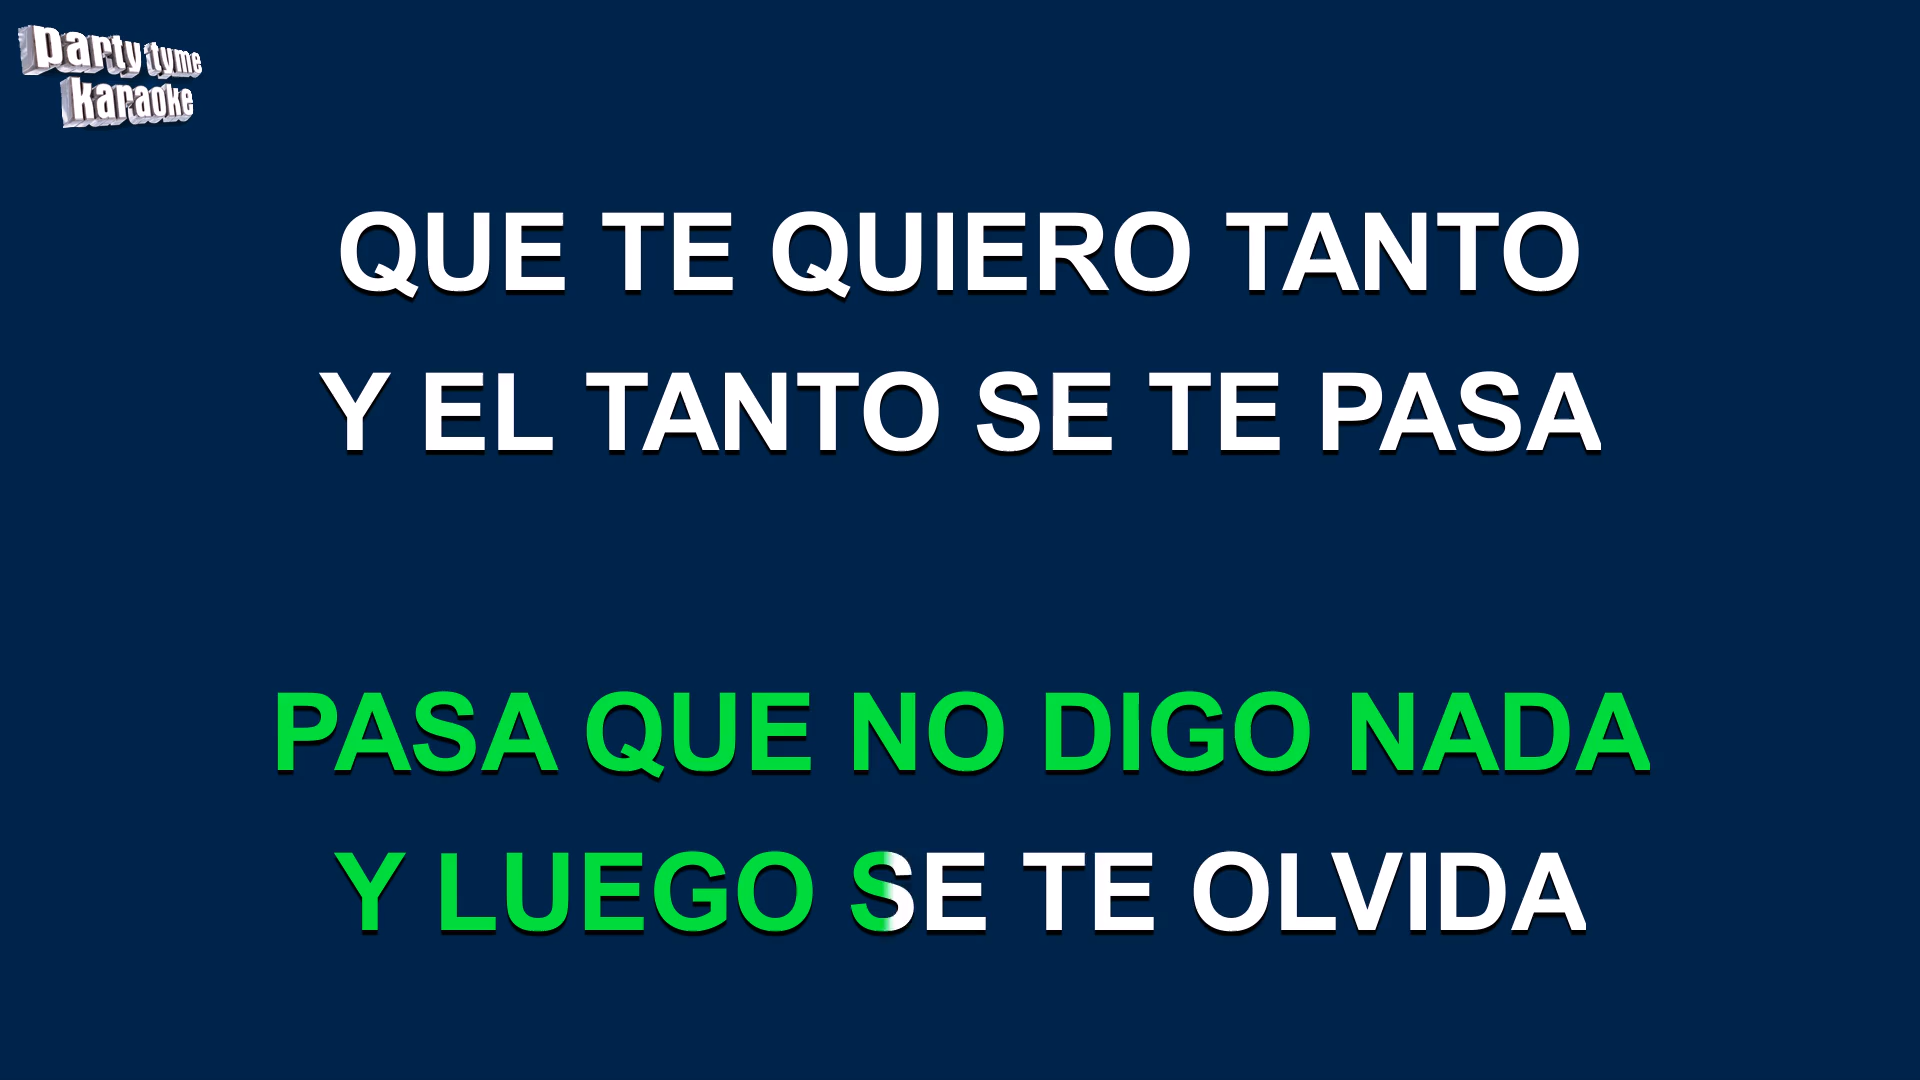 party tyme
karaoke
QUE TE QUIERO TANTO
Y EL TANTO SE TE PASA
PASA QUE NO DIGO NADA
Y LUEGO SE TE OLVIDA